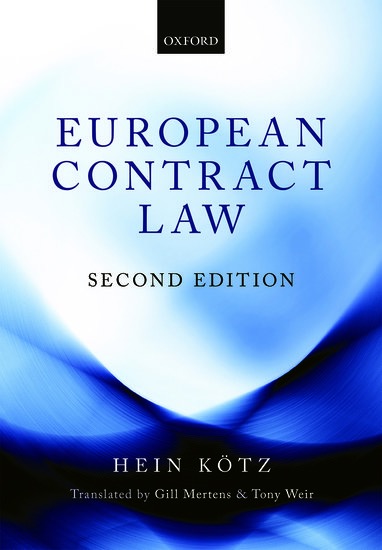 OXFORD
EUROPEAN
CONTRACT
LAW
SECOND EDITION
HEIN KÖTZ
Translated by Gill Mertens & Tony Weir